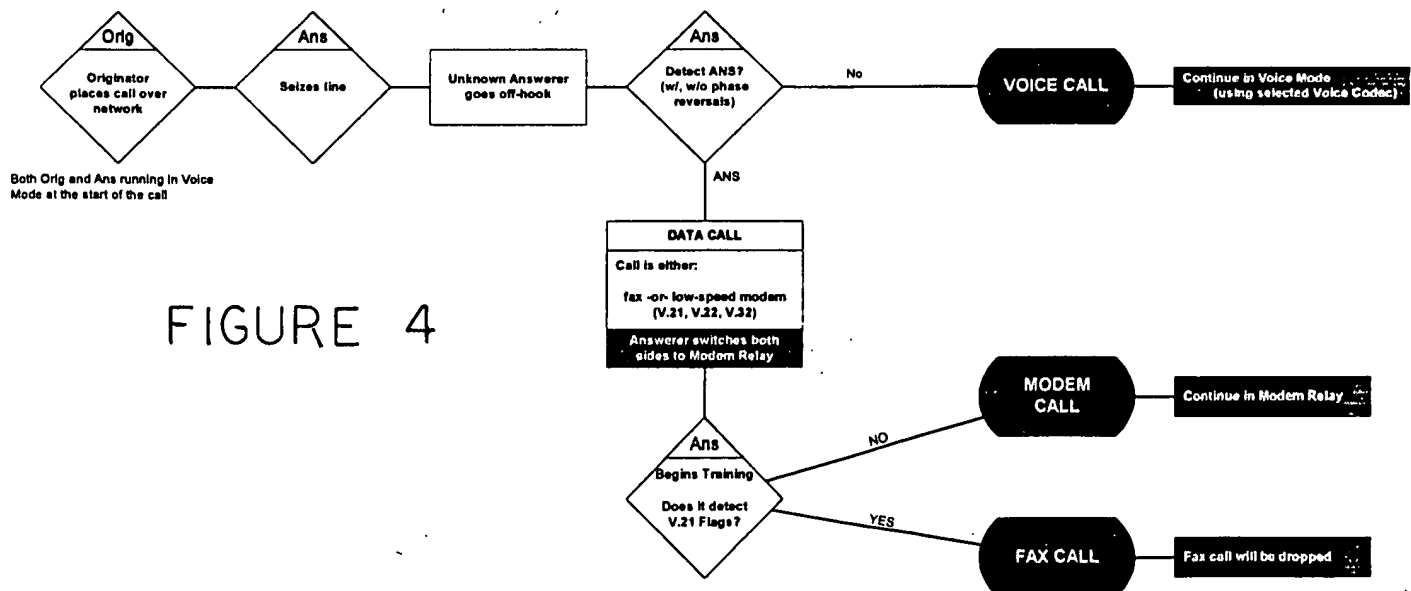 Orig
Originator
places call over
network
Both Orig and Ans running in Voice
Mode at the start of the call
Ans
Seizes line
Unknown Answerer
goes off-hook
Ans
Detect ANS?
(w/, w/o phase
reversals)
No
VOICE CALL
Continue in Voice Mode
(using selected Voice Codec)
ANS
DATA CALL
Call is either:
fax -or- low-speed modem
(V.21, V.22, V.32)
Answerer switches both
sides to Modem Relay
FIGURE 4
Ans
Begins Training
Does it detect
V.21 Flags?
NO
MODEM
CALL
Continue in Modem Relay
YES
FAX CALL
Fax call will be dropped